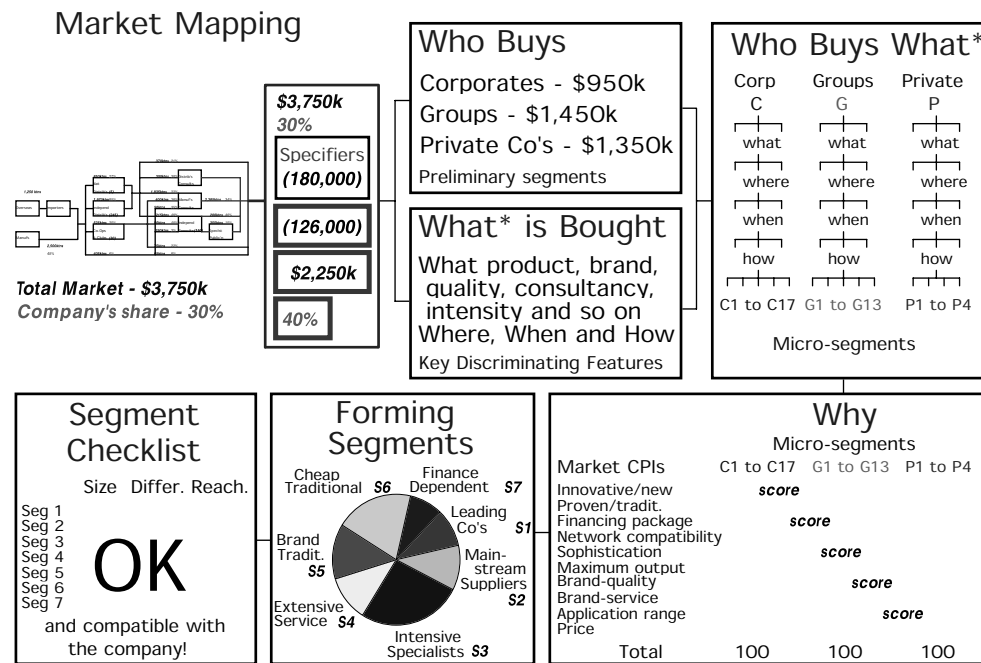 Market Mapping
$3,750k
30%
Specifiers
(180,000)
(126,000)
$2,250k
40%
Total Market - $3,750k
Company's share - 30%
Who Buys
Corporates - $950k
Groups - $1,450k
Private Co's - $1,350k
Preliminary segments
What* is Bought
What product, brand,
quality, consultancy,
intensity and so on
Where, When and How
Key Discriminating Features
Who Buys What*
Corp Groups Private
C G P
what what what
where where where
when when when
how how how
C1 to C17 G1 to G13 P1 to P4
Micro-segments
Segment
Checklist
Size Differ. Reach.
Seg 1
Seg 2
Seg 3
Seg 4
Seg 5
Seg 6
Seg 7
OK
and compatible with
the company!
Forming
Segments
Cheap
Traditional S6
Finance
Dependent S7
Leading
Co's S1
Main-
stream
Suppliers
S2
Intensive
Specialists S3
Extensive
Service S4
Brand
Tradit.
S5
Why
Micro-segments
Market CPIs C1 to C17 G1 to G13 P1 to P4
Innovative/new score
Proven/tradit.
Financing package score
Network compatibility
Sophistication score
Maximum output
Brand-quality score
Brand-service
Application range score
Price
Total 100 100 100